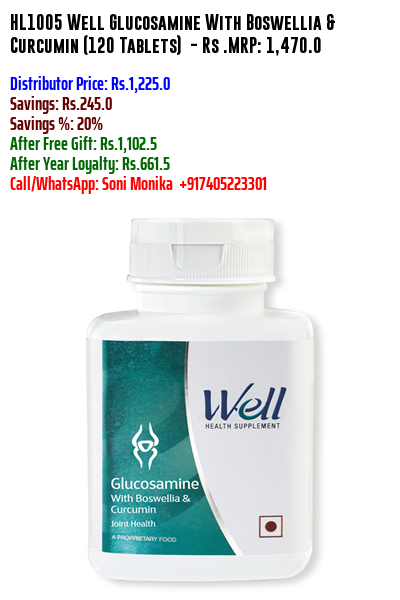 HL1005 Well Glucosamine With Boswellia &
Curcumin (120 Tablets) - Rs .MRP: 1,470.0
Distributor Price: Rs.1,225.0
Savings: Rs.245.0
Savings %: 20%
After Free Gift: Rs.1,102.5
After Year Loyalty: Rs.661.5
Call/WhatsApp: Soni Monika +917405223301
Well
HEALTH SUPPLEMENT
Glucosamine
With Boswellia &
Curcumin
Joint Health
A PROPRIETARY FOOD